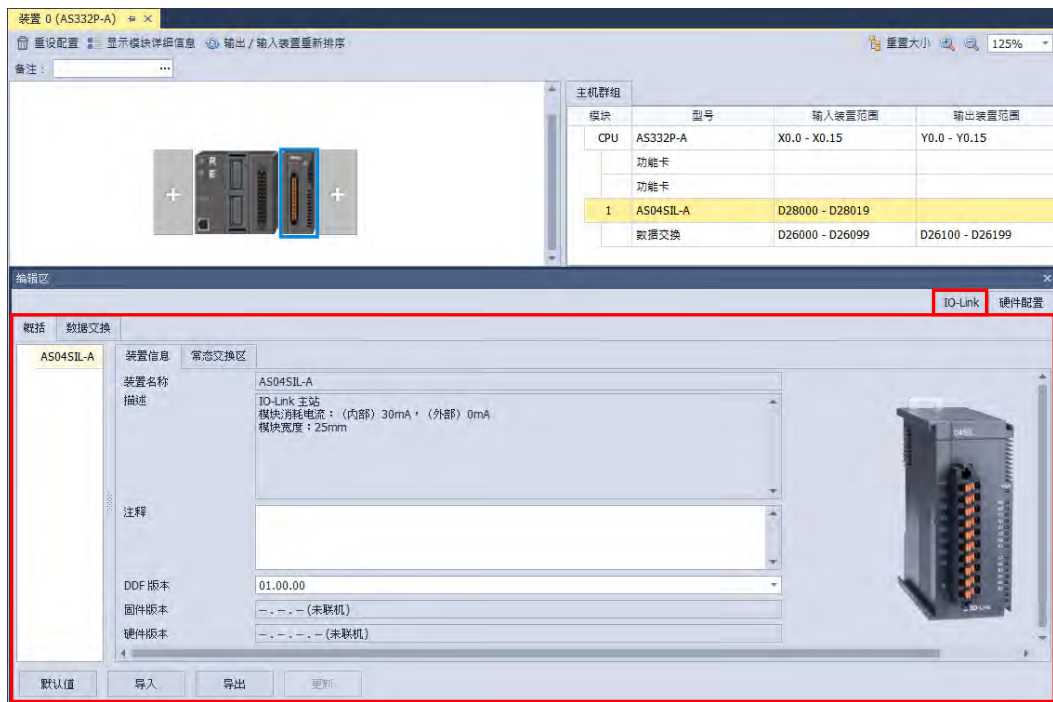 装置 0 (AS332P-A)
重设配置 显示模块详细信息 输出/输入装置重新排序 重置大小 125%
备注： ...
主机群组
模块 型号 输入装置范围 输出装置范围
CPU AS332P-A X0.0 - X0.15 Y0.0 - Y0.15
功能卡
功能卡
1 AS04SIL-A D28000 - D28019
数据交换 D26000 - D26099 D26100 - D26199
R
E
编辑区
IO-Link 硬件配置
概括 数据交换
AS04SIL-A 装置信息 常态交换区
装置名称 AS04SIL-A
描述 IO-Link 主站
模块消耗电流：（内部）30mA，（外部）0mA
模块宽度：25mm
注释
DDF 版本 01.00.00
固件版本 –.–.– (未联机)
硬件版本 –.–.–.– (未联机)
04SIL
IO-Link
默认值 导入 导出 更新